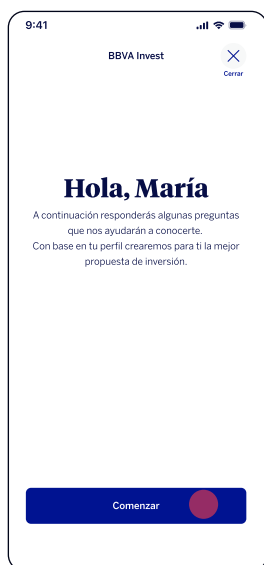 9:41
BBVA Invest
Cerrar
Hola, María
A continuación responderás algunas preguntas
que nos ayudarán a conocerte.
Con base en tu perfil crearemos para ti la mejor
propuesta de inversión.
Comenzar